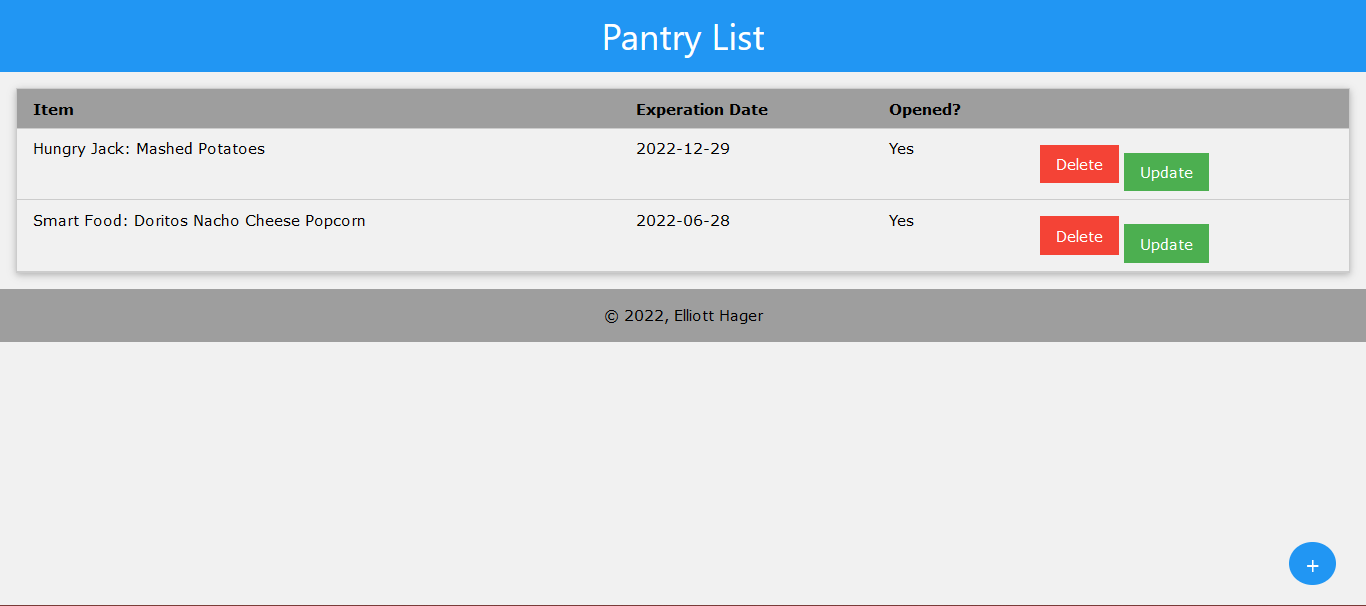 Pantry List
Item Experation Date Opened?
Hungry Jack: Mashed Potatoes 2022-12-29 Yes Delete Update
Smart Food: Doritos Nacho Cheese Popcorn 2022-06-28 Yes Delete Update
© 2022, Elliott Hager
+